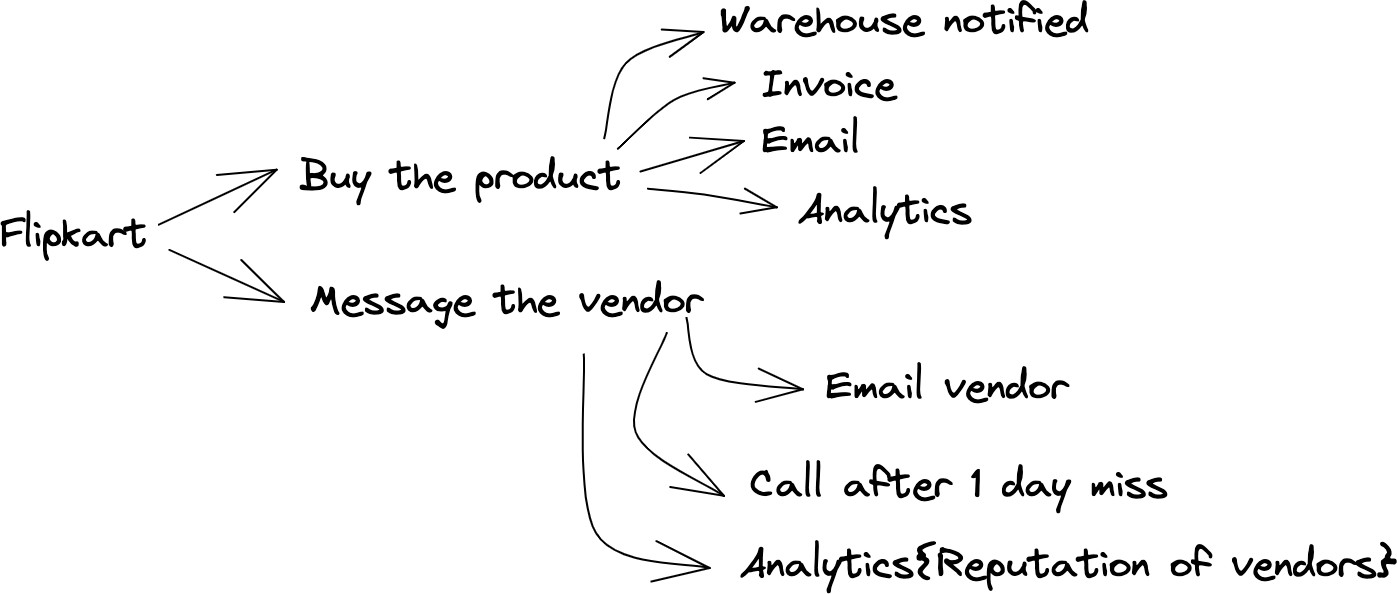 Warehouse notified
Invoice
Email
Buy the product
Analytics
Flipkart
Message the vendor
Email vendor
Call after 1 day miss
Analytics{Reputation of vendors}